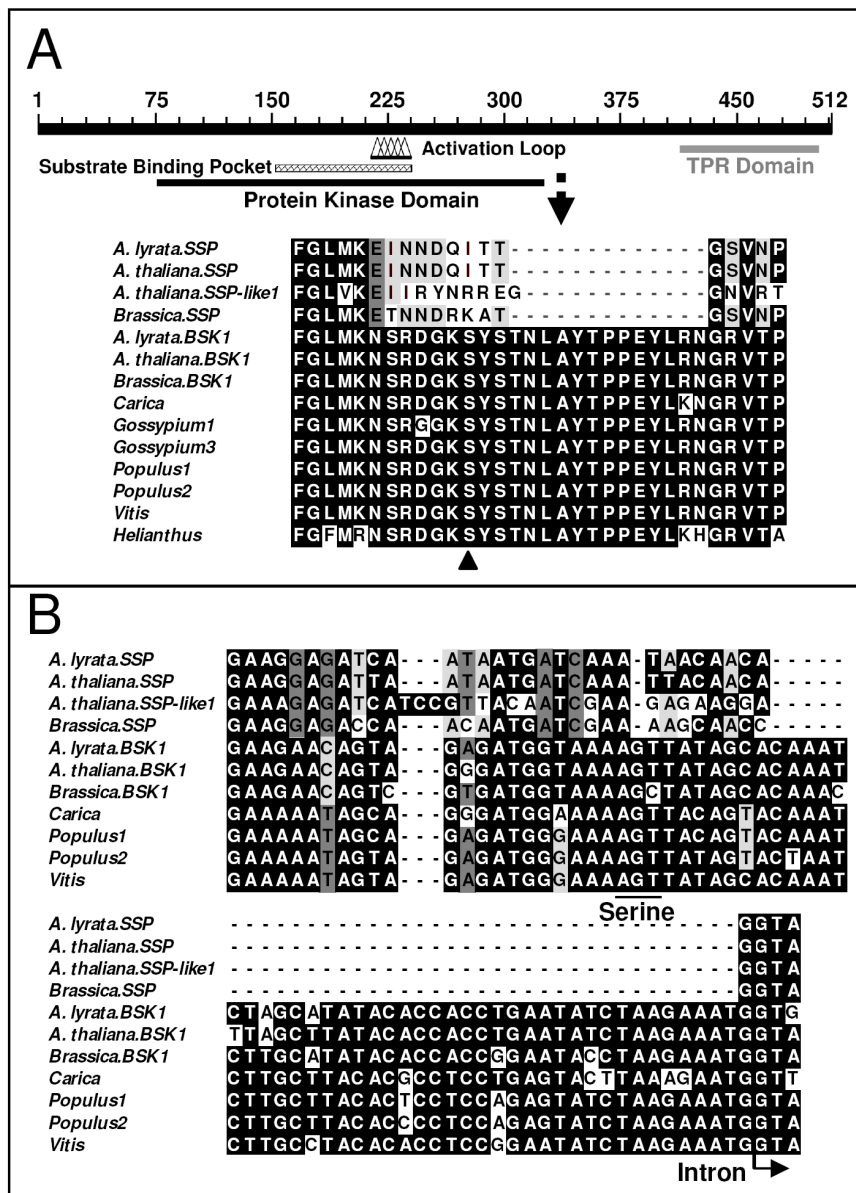 A
1 75 150 225 300 375 450 512
Activation Loop
Substrate Binding Pocket
TPR Domain
Protein Kinase Domain
A. lyrata.SSP FGLMKEINNDQITT-------------GSVNP
A. thaliana.SSP FGLMKEINNDQITT-------------GSVNP
A. thaliana.SSP-like1 FGLVKEIIRYNRREG------------GNVRT
Brassica.SSP FGLMKETNNDRKAT-------------GSVNP
A. lyrata.BSK1 FGLMKNSRDGKSYSTNLAYTPPEYLRNGRVTP
A. thaliana.BSK1 FGLMKNSRDGKSYSTNLAYTPPEYLRNGRVTP
Brassica.BSK1 FGLMKNSRDGKSYSTNLAYTPPEYLRNGRVTP
Carica FGLMKNSRDGKSYSTNLAYTPPEYLKNGRVTP
Gossypium1 FGLMKNSRGGKSYSTNLAYTPPEYLRNGRVTP
Gossypium3 FGLMKNSRDGKSYSTNLAYTPPEYLRNGRVTP
Populus1 FGLMKNSRDGKSYSTNLAYTPPEYLRNGRVTP
Populus2 FGLMKNSRDGKSYSTNLAYTPPEYLRNGRVTP
Vitis FGLMKNSRDGKSYSTNLAYTPPEYLRNGRVTP
Helianthus FGFMRNSRDGKSYSTNLAYTPPEYLKHGRVTA
B
A. lyrata.SSP GAAGGAGATCA---ATAATGATCAAA-TAACAACA-----
A. thaliana.SSP GAAGGAGATTA---ATAATGATCAAA-TTACAACA-----
A. thaliana.SSP-like1 GAAAGAGATCATCCGTTACAATCGAA-GAGAAGGA-----
Brassica.SSP GAAGGAGACCA---ACAATGATCGAA-AAGCAACC-----
A. lyrata.BSK1 GAAGAACAGTA---GAGATGGTAAAAGTTATAGCACAAAT
A. thaliana.BSK1 GAAGAACAGTA---GGGATGGTAAAAGTTATAGCACAAAT
Brassica.BSK1 GAAGAACAGTC---GTGATGGTAAAAGCTATAGCACAAAC
Carica GAAAAATAGCA---GGGATGGAAAAAGTTACAGTACAAAT
Populus1 GAAAAATAGCA---GAGATGGGAAAAGTTACAGTACAAAT
Populus2 GAAAAATAGTA---GAGATGGGAAAAGTTATAGTACTAAT
Vitis GAAAAATAGTA---GAGATGGGAAAAGTTATAGCACAAAT
Serine
A. lyrata.SSP ---------------------------------GGTA
A. thaliana.SSP ---------------------------------GGTA
A. thaliana.SSP-like1 ---------------------------------GGTA
Brassica.SSP ---------------------------------GGTA
A. lyrata.BSK1 CTAGCATATACACCACCTGAATATCTAAGAAATGGTG
A. thaliana.BSK1 TTAGCTTATACACCACCTGAATATCTAAGAAATGGTA
Brassica.BSK1 CTTGCATATACACCACCGGAATACCTAAGAAATGGTA
Carica CTTGCTTACACGCCTCCTGAGTACTTAAAGAATGGTT
Populus1 CTTGCTTACACTCCTCCAGAGTATCTAAGAAATGGTA
Populus2 CTTGCTTACACCCCTCCAGAGTATCTAAGAAATGGTA
Vitis CTTGCCTACACACCTCCGGAATATCTAAGAAATGGTA
Intron